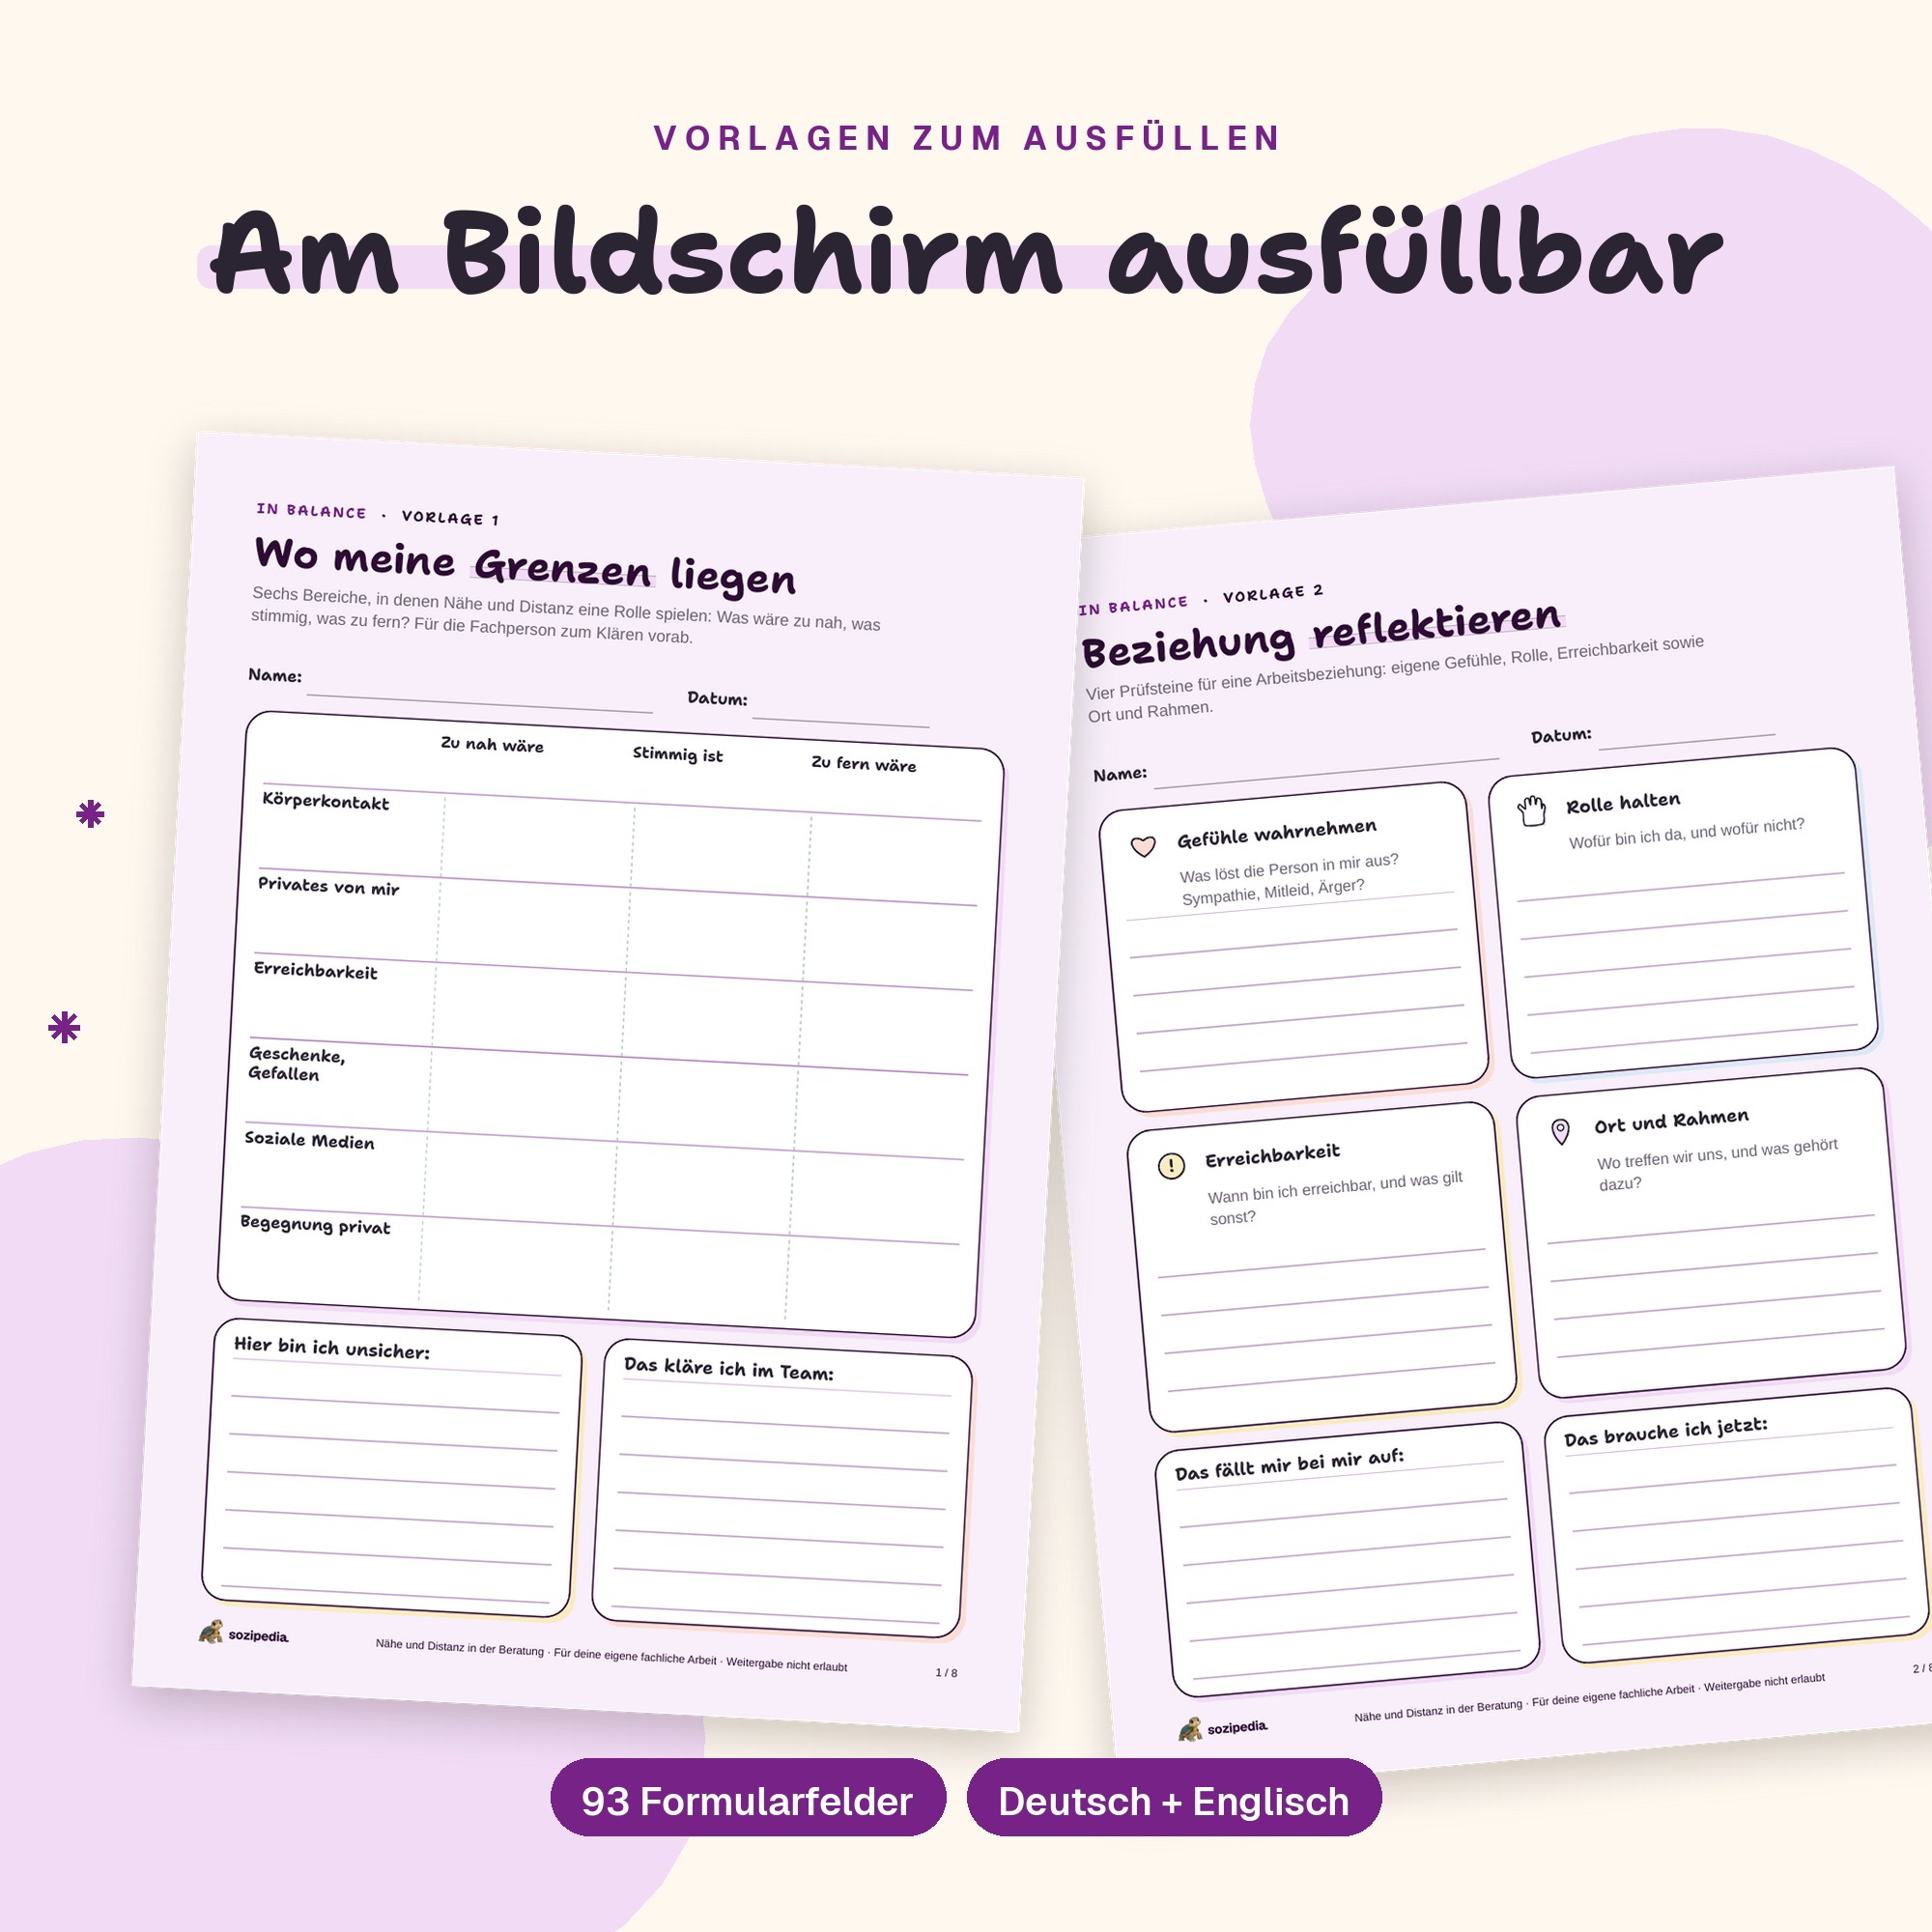 VORLAGEN ZUM AUSFÜLLEN
Am Bildschirm ausfüllbar
IN BALANCE · VORLAGE 1
Wo meine Grenzen liegen
Sechs Bereiche, in denen Nähe und Distanz eine Rolle spielen: Was wäre zu nah, was
stimmig, was zu fern? Für die Fachperson zum Klären vorab.
Name:
Datum:
Zu nah wäre
Stimmig ist
Zu fern wäre
Körperkontakt
Privates von mir
Erreichbarkeit
Geschenke,
Gefallen
Soziale Medien
Begegnung privat
Hier bin ich unsicher:
Das kläre ich im Team:
sozipedia.
Nähe und Distanz in der Beratung · Für deine eigene fachliche Arbeit · Weitergabe nicht erlaubt
1 / 8
IN BALANCE · VORLAGE 2
Beziehung reflektieren
Vier Prüfsteine für eine Arbeitsbeziehung: eigene Gefühle, Rolle, Erreichbarkeit sowie
Ort und Rahmen.
Name:
Datum:
Gefühle wahrnehmen
Was löst die Person in mir aus?
Sympathie, Mitleid, Ärger?
Rolle halten
Wofür bin ich da, und wofür nicht?
Erreichbarkeit
Wann bin ich erreichbar, und was gilt
sonst?
Ort und Rahmen
Wo treffen wir uns, und was gehört
dazu?
Das fällt mir bei mir auf:
Das brauche ich jetzt:
sozipedia.
Nähe und Distanz in der Beratung · Für deine eigene fachliche Arbeit · Weitergabe nicht erlaubt
2 / 8
93 Formularfelder
Deutsch + Englisch